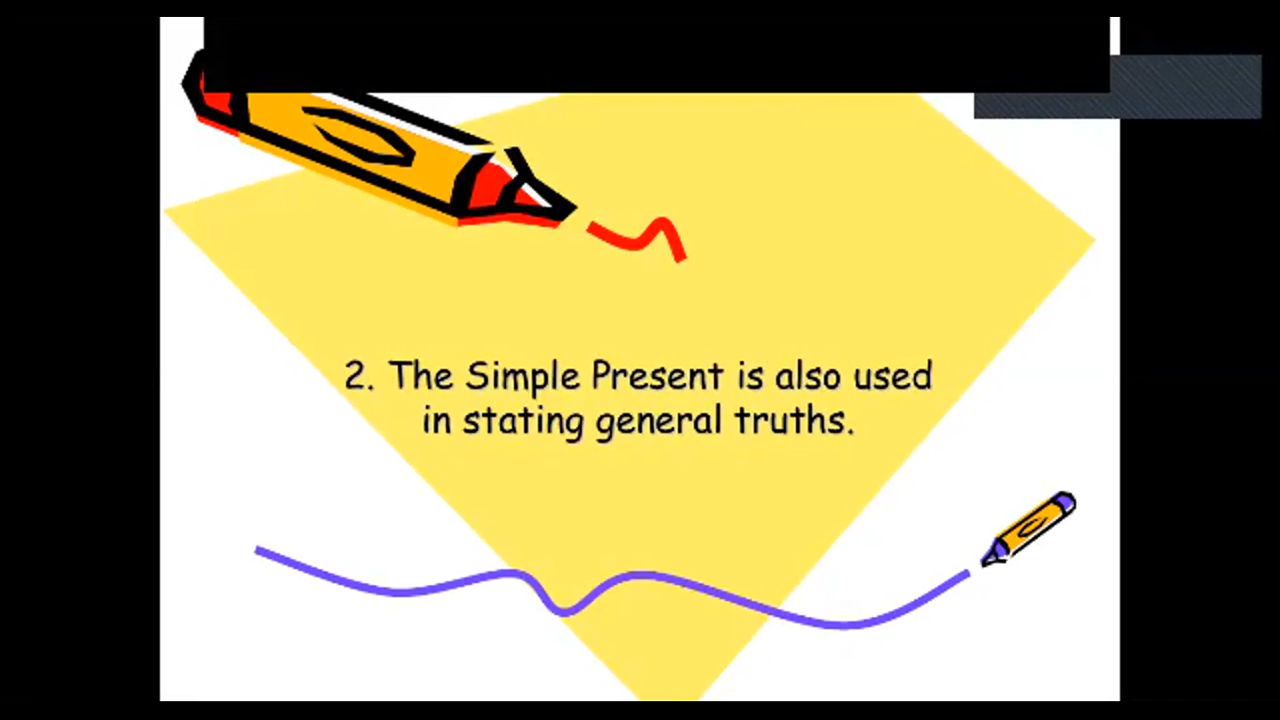 2. The Simple Present is also used
in stating general truths.